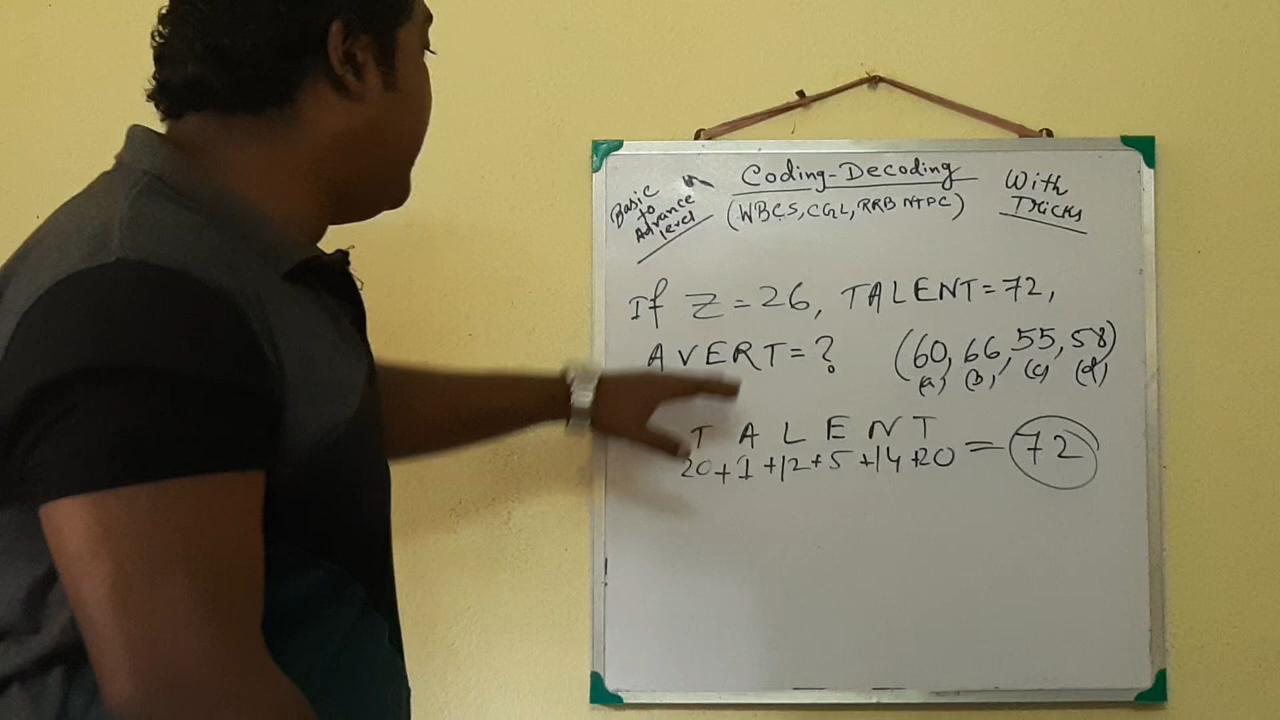 Coding-Decoding
(WBCS, CGL, RRB NTPC)
Basic
to
Advance
level
With
Tricks
If Z=26, TALENT=72,
AVERT=? (60, 66, 55, 58)
(a) (b) (c) (d)
T A L E N T
20+1+12+5+14+20 = 72